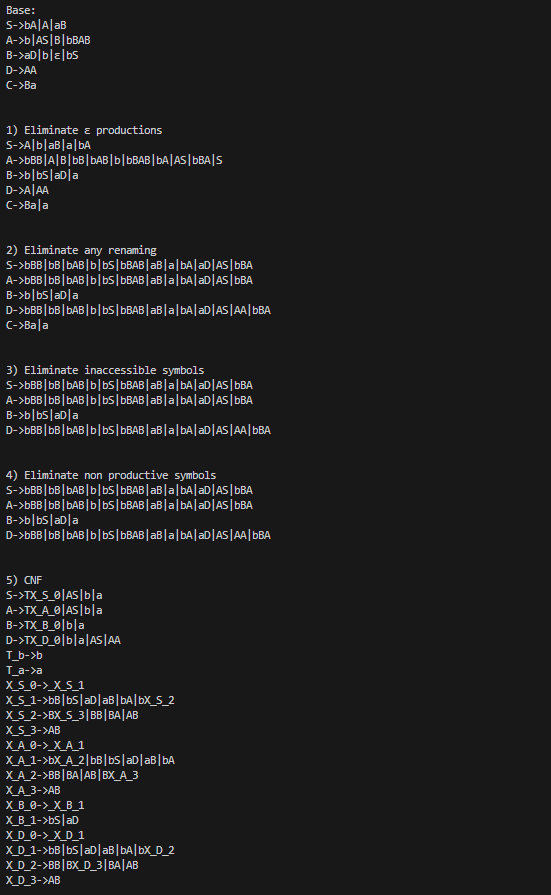 Base:
S->bA|A|aB
A->b|AS|B|bBAB
B->aD|b|ε|bS
D->AA
C->Ba
1) Eliminate ε productions
S->A|b|aB|a|bA
A->bBB|A|B|bB|bAB|b|bBAB|bA|AS|bBA|S
B->b|bS|aD|a
D->A|AA
C->Ba|a
2) Eliminate any renaming
S->bBB|bB|bAB|b|bS|bBAB|aB|a|bA|aD|AS|bBA
A->bBB|bB|bAB|b|bS|bBAB|aB|a|bA|aD|AS|bBA
B->b|bS|aD|a
D->bBB|bB|bAB|b|bS|bBAB|aB|a|bA|aD|AS|AA|bBA
C->Ba|a
3) Eliminate inaccessible symbols
S->bBB|bB|bAB|b|bS|bBAB|aB|a|bA|aD|AS|bBA
A->bBB|bB|bAB|b|bS|bBAB|aB|a|bA|aD|AS|bBA
B->b|bS|aD|a
D->bBB|bB|bAB|b|bS|bBAB|aB|a|bA|aD|AS|AA|bBA
4) Eliminate non productive symbols
S->bBB|bB|bAB|b|bS|bBAB|aB|a|bA|aD|AS|bBA
A->bBB|bB|bAB|b|bS|bBAB|aB|a|bA|aD|AS|bBA
B->b|bS|aD|a
D->bBB|bB|bAB|b|bS|bBAB|aB|a|bA|aD|AS|AA|bBA
5) CNF
S->TX_S_0|AS|b|a
A->TX_A_0|AS|b|a
B->TX_B_0|b|a
D->TX_D_0|b|a|AS|AA
T_b->b
T_a->a
X_S_0->_X_S_1
X_S_1->bB|bS|aD|aB|bA|bX_S_2
X_S_2->BX_S_3|BB|BA|AB
X_S_3->AB
X_A_0->_X_A_1
X_A_1->bX_A_2|bB|bS|aD|aB|bA
X_A_2->BB|BA|AB|BX_A_3
X_A_3->AB
X_B_0->_X_B_1
X_B_1->bS|aD
X_D_0->_X_D_1
X_D_1->bB|bS|aD|aB|bA|bX_D_2
X_D_2->BB|BX_D_3|BA|AB
X_D_3->AB